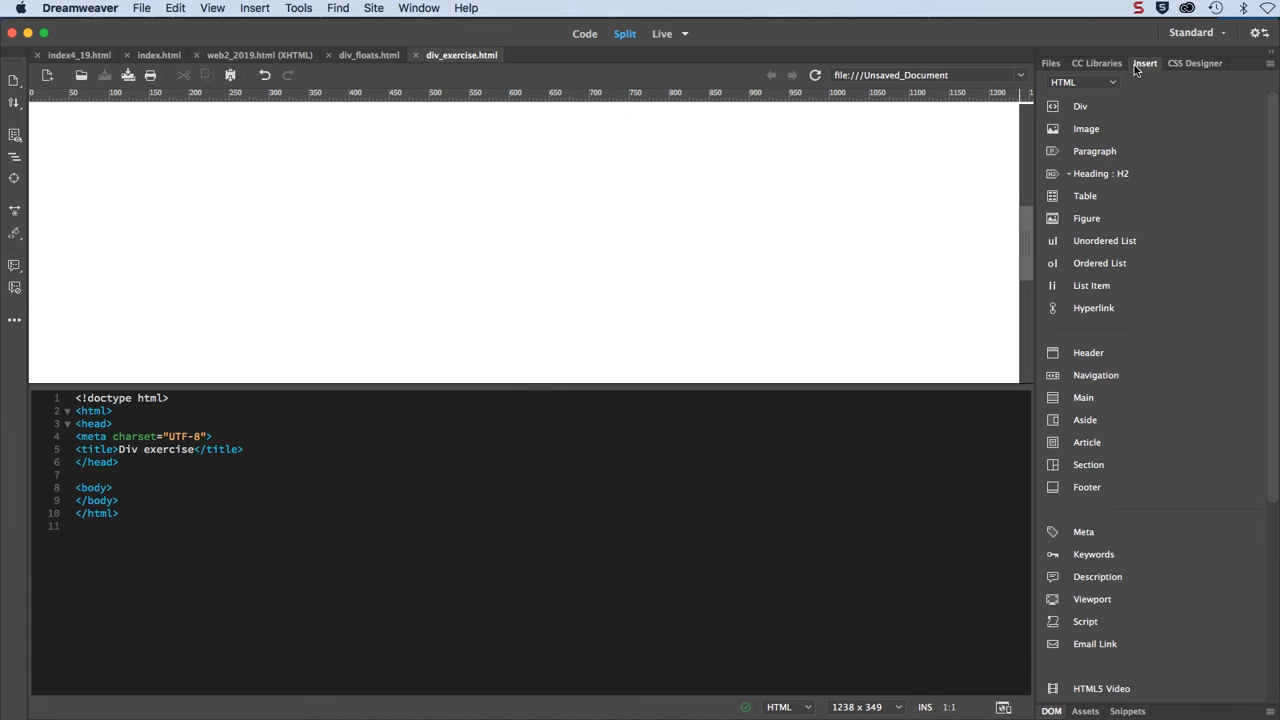 Dreamweaver File Edit View Insert Tools Find Site Window Help
Code Split Live Standard
index4_19.html index.html web2_2019.html (XHTML) div_floats.html div_exercise.html
file:///Unsaved_Document
0 50 100 150 200 250 300 350 400 450 500 550 600 650 700 750 800 850 900 950 1000 1050 1100 1150 1200
1 <!doctype html>
2 <html>
3 <head>
4 <meta charset="UTF-8">
5 <title>Div exercise</title>
6 </head>
7
8 <body>
9 </body>
10 </html>
11
HTML 1238 x 349 INS 1:1
Files CC Libraries Insert CSS Designer
HTML
Div
Image
Paragraph
H2 Heading : H2
Table
Figure
ul Unordered List
ol Ordered List
li List Item
Hyperlink
Header
Navigation
Main
Aside
Article
Section
Footer
Meta
Keywords
Description
Viewport
Script
Email Link
HTML5 Video
DOM Assets Snippets